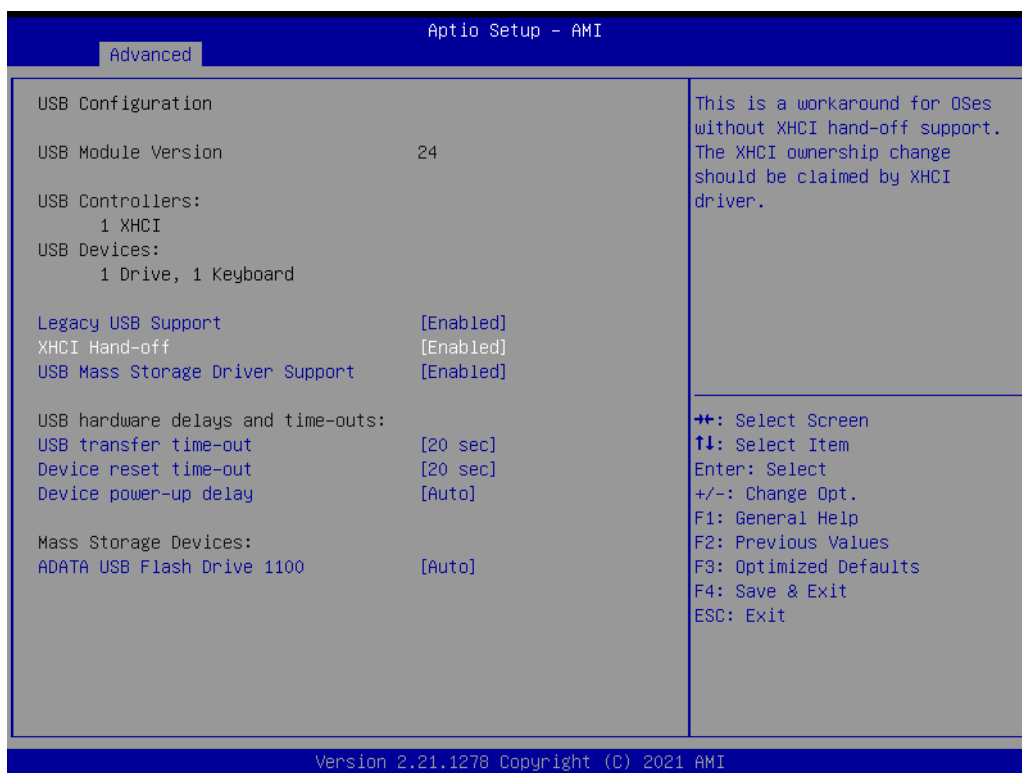 Aptio Setup - AMI
Advanced
USB Configuration
USB Module Version 24
USB Controllers:
1 XHCI
USB Devices:
1 Drive, 1 Keyboard
Legacy USB Support [Enabled]
XHCI Hand-off [Enabled]
USB Mass Storage Driver Support [Enabled]
USB hardware delays and time-outs:
USB transfer time-out [20 sec]
Device reset time-out [20 sec]
Device power-up delay [Auto]
Mass Storage Devices:
ADATA USB Flash Drive 1100 [Auto]
This is a workaround for OSes
without XHCI hand-off support.
The XHCI ownership change
should be claimed by XHCI
driver.
→←: Select Screen
↑↓: Select Item
Enter: Select
+/-: Change Opt.
F1: General Help
F2: Previous Values
F3: Optimized Defaults
F4: Save & Exit
ESC: Exit
Version 2.21.1278 Copyright (C) 2021 AMI